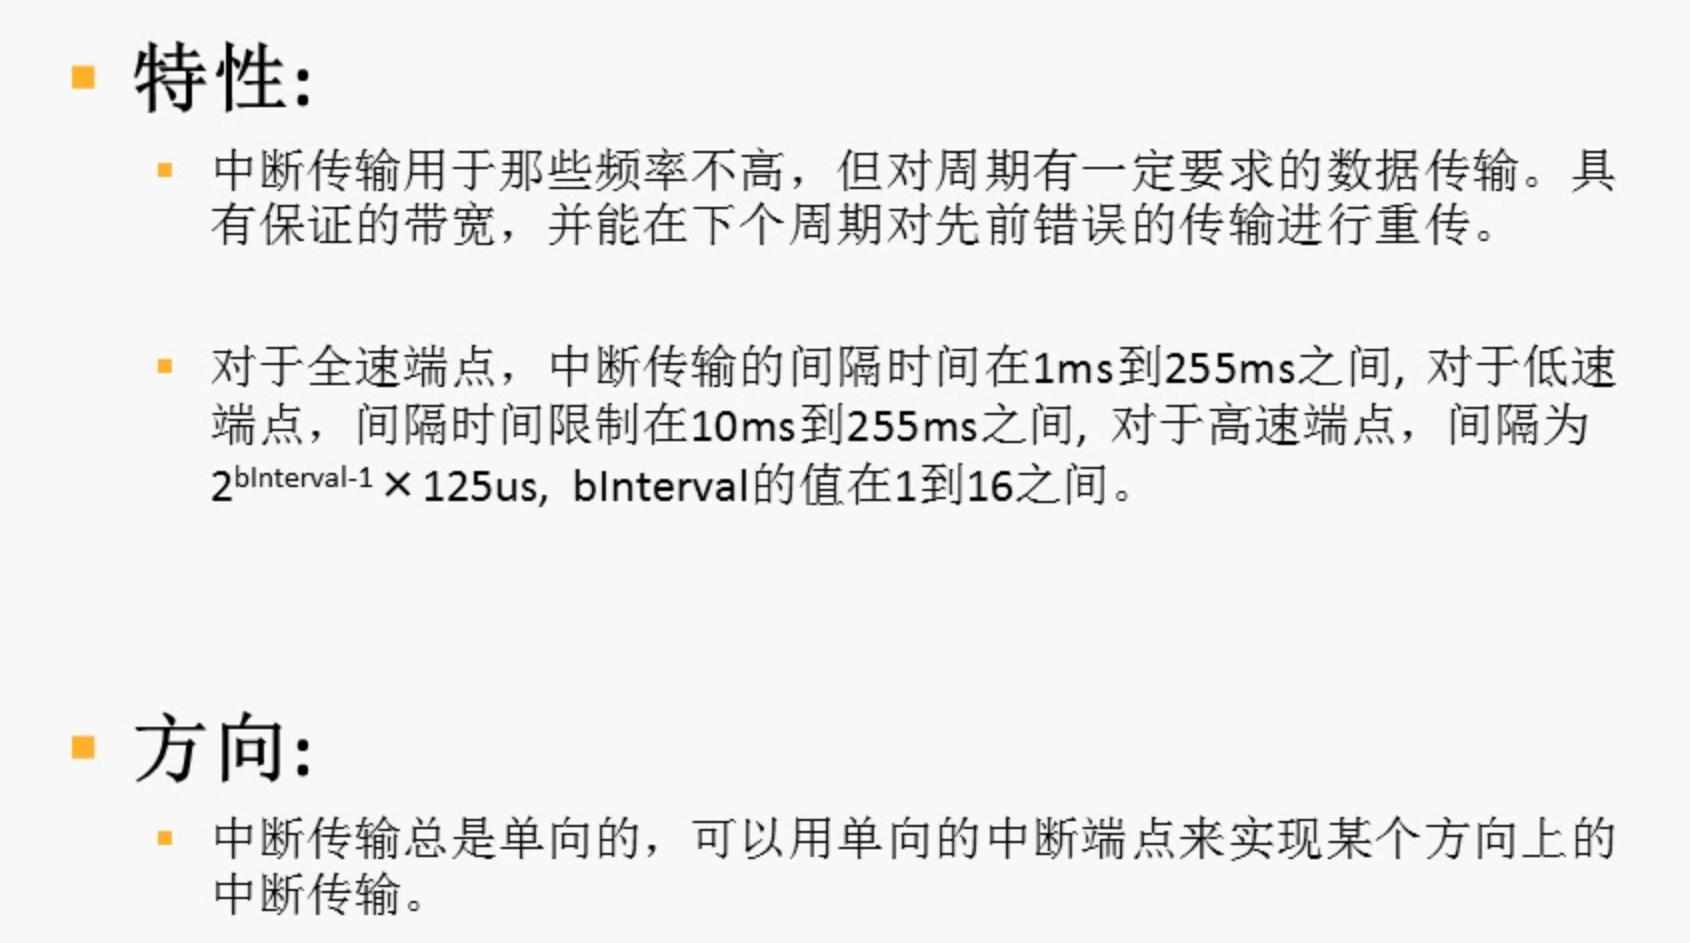 特性:
中断传输用于那些频率不高，但对周期有一定要求的数据传输。具
有保证的带宽，并能在下个周期对先前错误的传输进行重传。
对于全速端点，中断传输的间隔时间在1ms到255ms之间, 对于低速
端点，间隔时间限制在10ms到255ms之间, 对于高速端点，间隔为
2^bInterval-1 × 125us, bInterval的值在1到16之间。
方向:
中断传输总是单向的，可以用单向的中断端点来实现某个方向上的
中断传输。